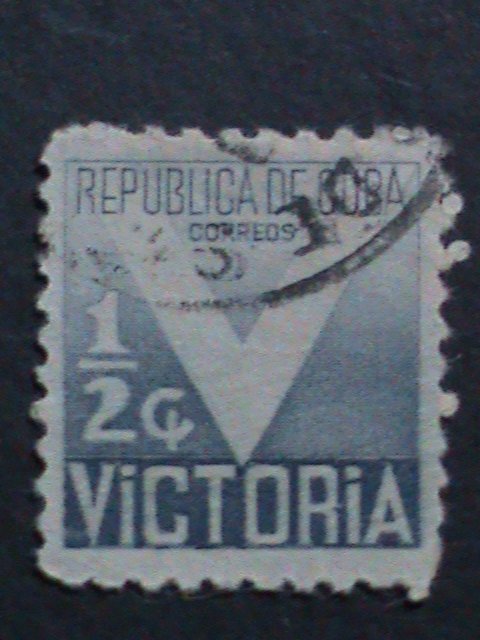 REPUBLICA DE CUBA
CORREOS
1/2 ¢
VICTORIA